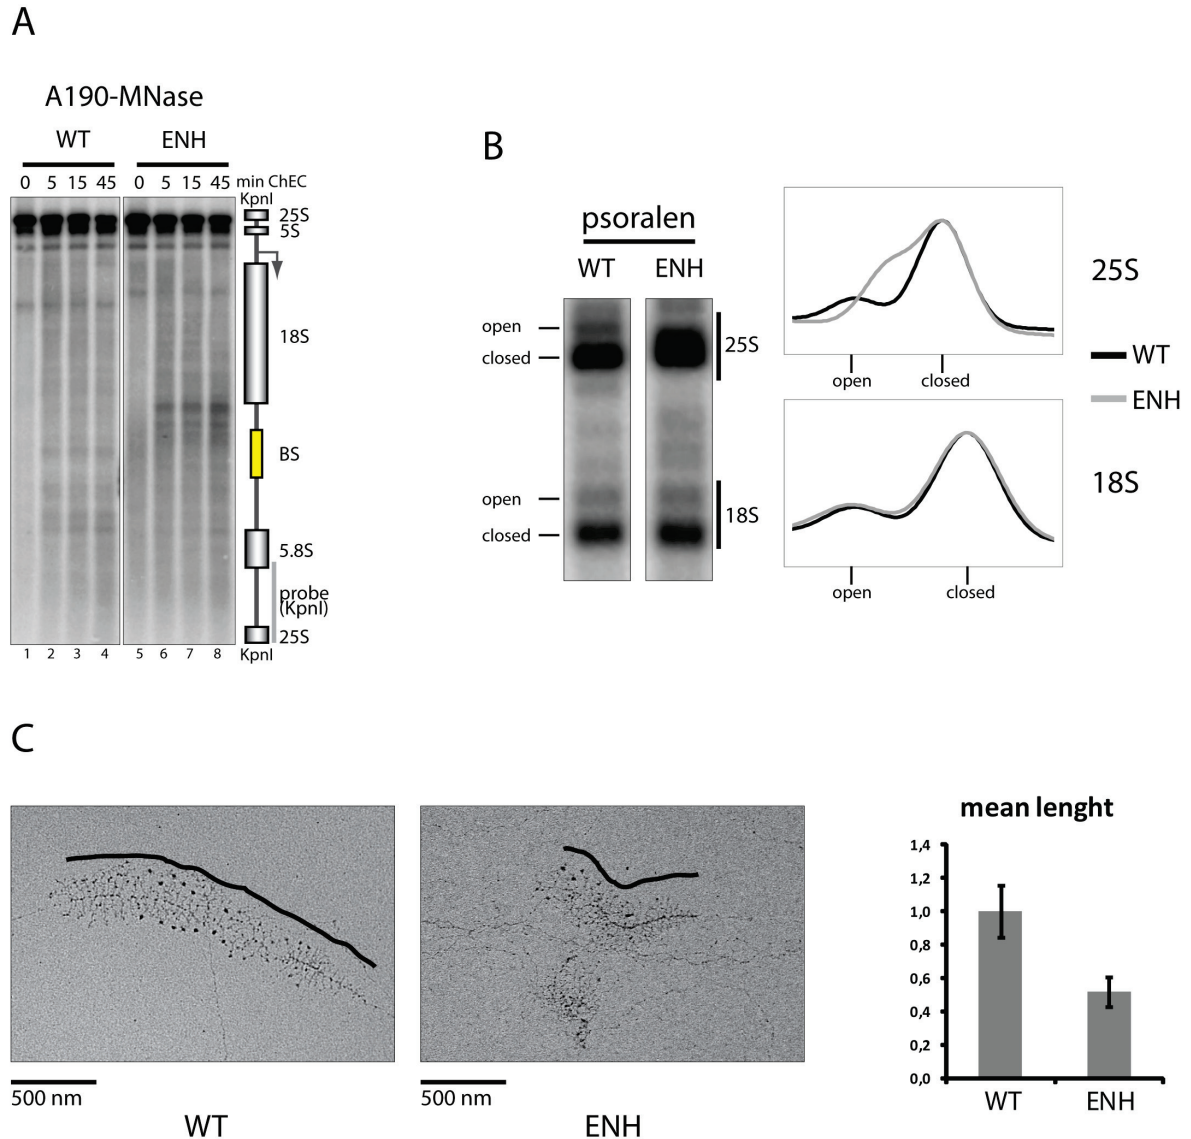 A
A190-MNase
WT ENH
0 5 15 45 0 5 15 45 min ChEC
KpnI
25S
5S
18S
BS
5.8S
probe
(KpnI)
25S
1 2 3 4 5 6 7 8 KpnI
B
psoralen
WT ENH
open
closed
25S
open
closed
18S
open closed
25S
WT
ENH
18S
open closed
C
500 nm
WT
500 nm
ENH
mean lenght
1,4
1,2
1,0
0,8
0,6
0,4
0,2
0,0
WT ENH